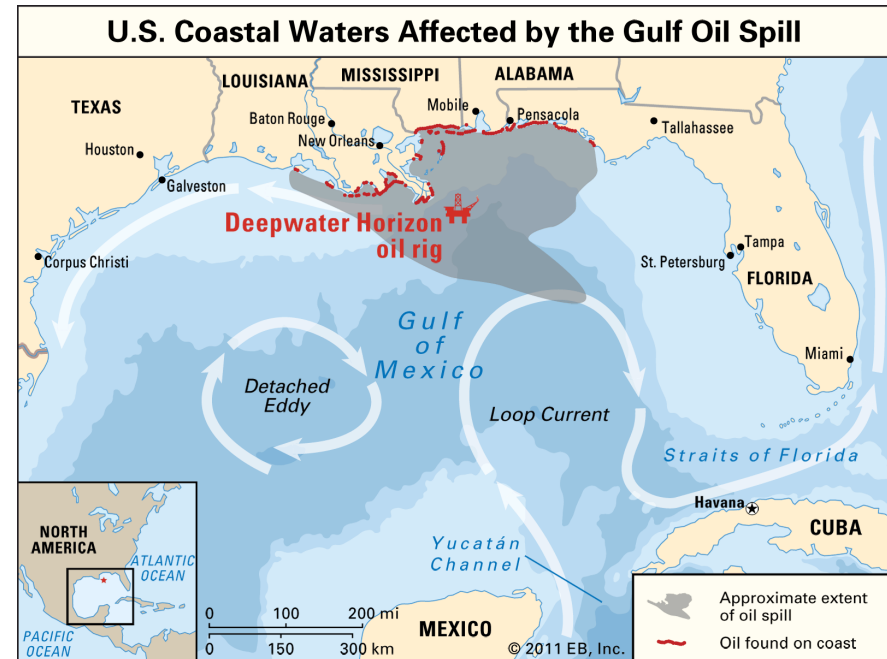 U.S. Coastal Waters Affected by the Gulf Oil Spill
TEXAS
LOUISIANA
MISSISSIPPI
ALABAMA
Baton Rouge
Mobile
Pensacola
Tallahassee
New Orleans
Houston
Galveston
Deepwater Horizon
oil rig
Corpus Christi
Tampa
St. Petersburg
FLORIDA
Miami
Gulf
of
Mexico
Detached
Eddy
Loop Current
Straits of Florida
Havana
CUBA
Yucatán
Channel
MEXICO
NORTH
AMERICA
ATLANTIC
OCEAN
PACIFIC
OCEAN
0 100 200 mi
0 150 300 km
© 2011 EB, Inc.
Approximate extent
of oil spill
Oil found on coast